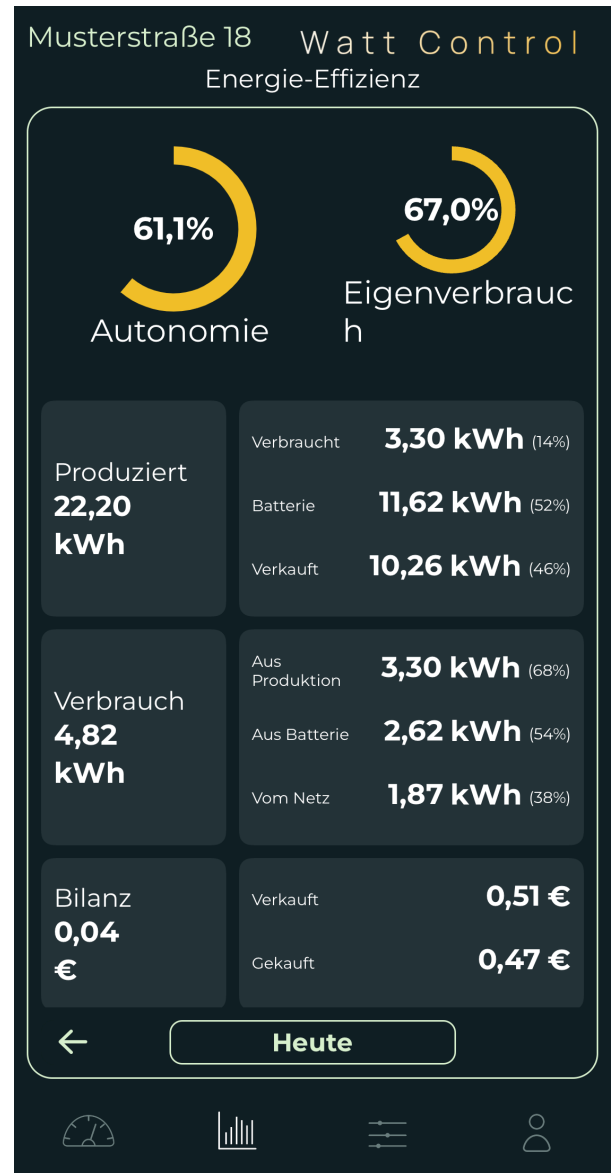 Musterstraße 18
Watt Control
Energie-Effizienz
61,1%
Autonomie
67,0%
Eigenverbrauc
h
Produziert
22,20
kWh
Verbraucht 3,30 kWh (14%)
Batterie 11,62 kWh (52%)
Verkauft 10,26 kWh (46%)
Verbrauch
4,82
kWh
Aus
Produktion 3,30 kWh (68%)
Aus Batterie 2,62 kWh (54%)
Vom Netz 1,87 kWh (38%)
Bilanz
0,04
€
Verkauft 0,51 €
Gekauft 0,47 €
Heute